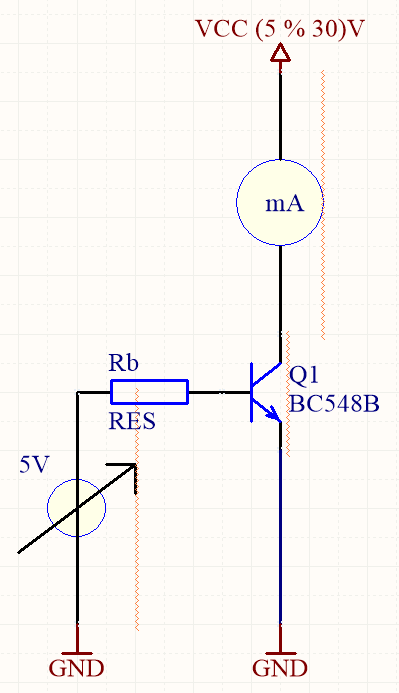 VCC (5 % 30)V
mA
Rb
RES
Q1
BC548B
5V
GND
GND